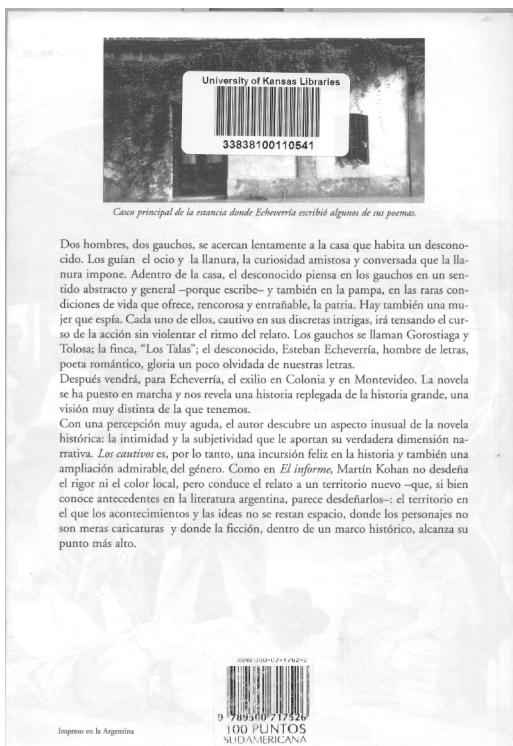 University of Kansas Libraries
33838100110541
Casco principal de la estancia donde Echeverría escribió algunos de sus poemas.
Dos hombres, dos gauchos, se acercan lentamente a la casa que habita un descono-
cido. Los guían el ocio y la llanura, la curiosidad amistosa y conversada que la lla-
nura impone. Adentro de la casa, el desconocido piensa en los gauchos en un sen-
tido abstracto y general –porque escribe– y también en la pampa, en las raras con-
diciones de vida que ofrece, rencorosa y entrañable, la patria. Hay también una mu-
jer que espía. Cada uno de ellos, cautivo en sus discretas intrigas, irá tensando el cur-
so de la acción sin violentar el ritmo del relato. Los gauchos se llaman Gorostiaga y
Tolosa; la finca, “Los Talas”; el desconocido, Esteban Echeverría, hombre de letras,
poeta romántico, gloria un poco olvidada de nuestras letras.
Después vendrá, para Echeverría, el exilio en Colonia y en Montevideo. La novela
se ha puesto en marcha y nos revela una historia replegada de la historia grande, una
visión muy distinta de la que tenemos.
Con una percepción muy aguda, el autor descubre un aspecto inusual de la novela
histórica: la intimidad y la subjetividad que le aportan su verdadera dimensión na-
rrativa. Los cautivos es, por lo tanto, una incursión feliz en la historia y también una
ampliación admirable del género. Como en El informe, Martín Kohan no desdeña
el rigor ni el color local, pero conduce el relato a un territorio nuevo –que, si bien
conoce antecedentes en la literatura argentina, parece desdeñarlos–: el territorio en
el que los acontecimientos y las ideas no se restan espacio, donde los personajes no
son meras caricaturas y donde la ficción, dentro de un marco histórico, alcanza su
punto más alto.
9 789500 717526
100 PUNTOS
SUDAMERICANA
Impreso en la Argentina